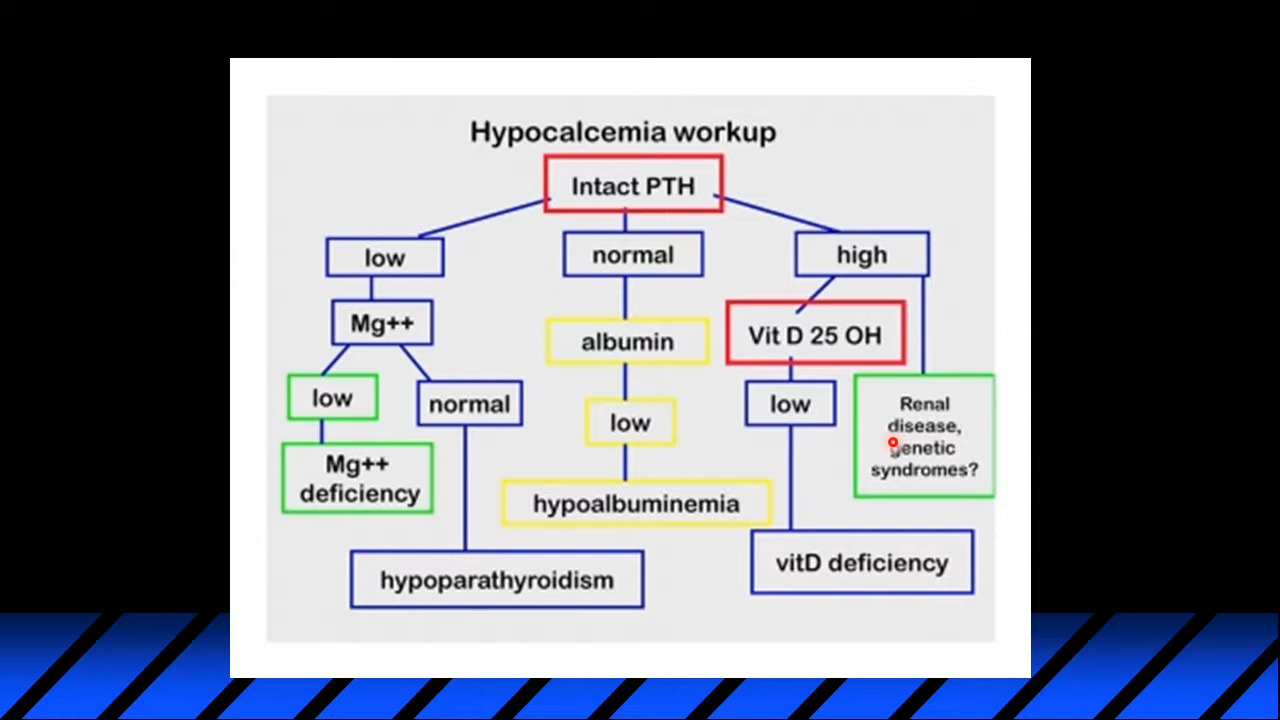 Hypocalcemia workup
Intact PTH
low
normal
high
Mg++
albumin
Vit D 25 OH
low
normal
low
low
Renal
disease,
genetic
syndromes?
Mg++
deficiency
hypoalbuminemia
hypoparathyroidism
vitD deficiency